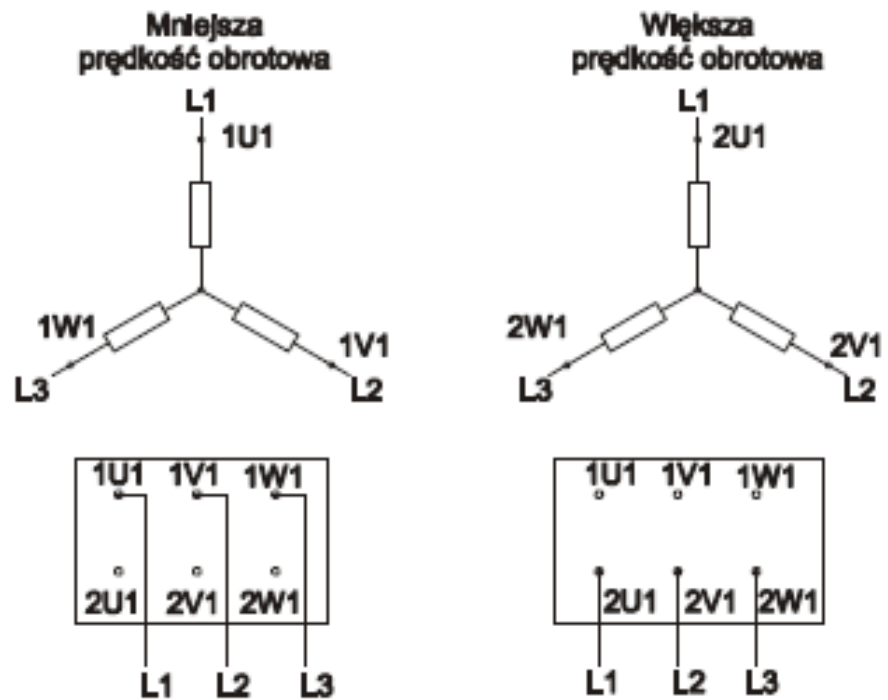 Mniejsza
prędkość obrotowa
L1
1U1
1W1
1V1
L3
L2
1U1 1V1 1W1
2U1 2V1 2W1
L1 L2 L3
Większa
prędkość obrotowa
L1
2U1
2W1
2V1
L3
L2
1U1 1V1 1W1
2U1 2V1 2W1
L1 L2 L3